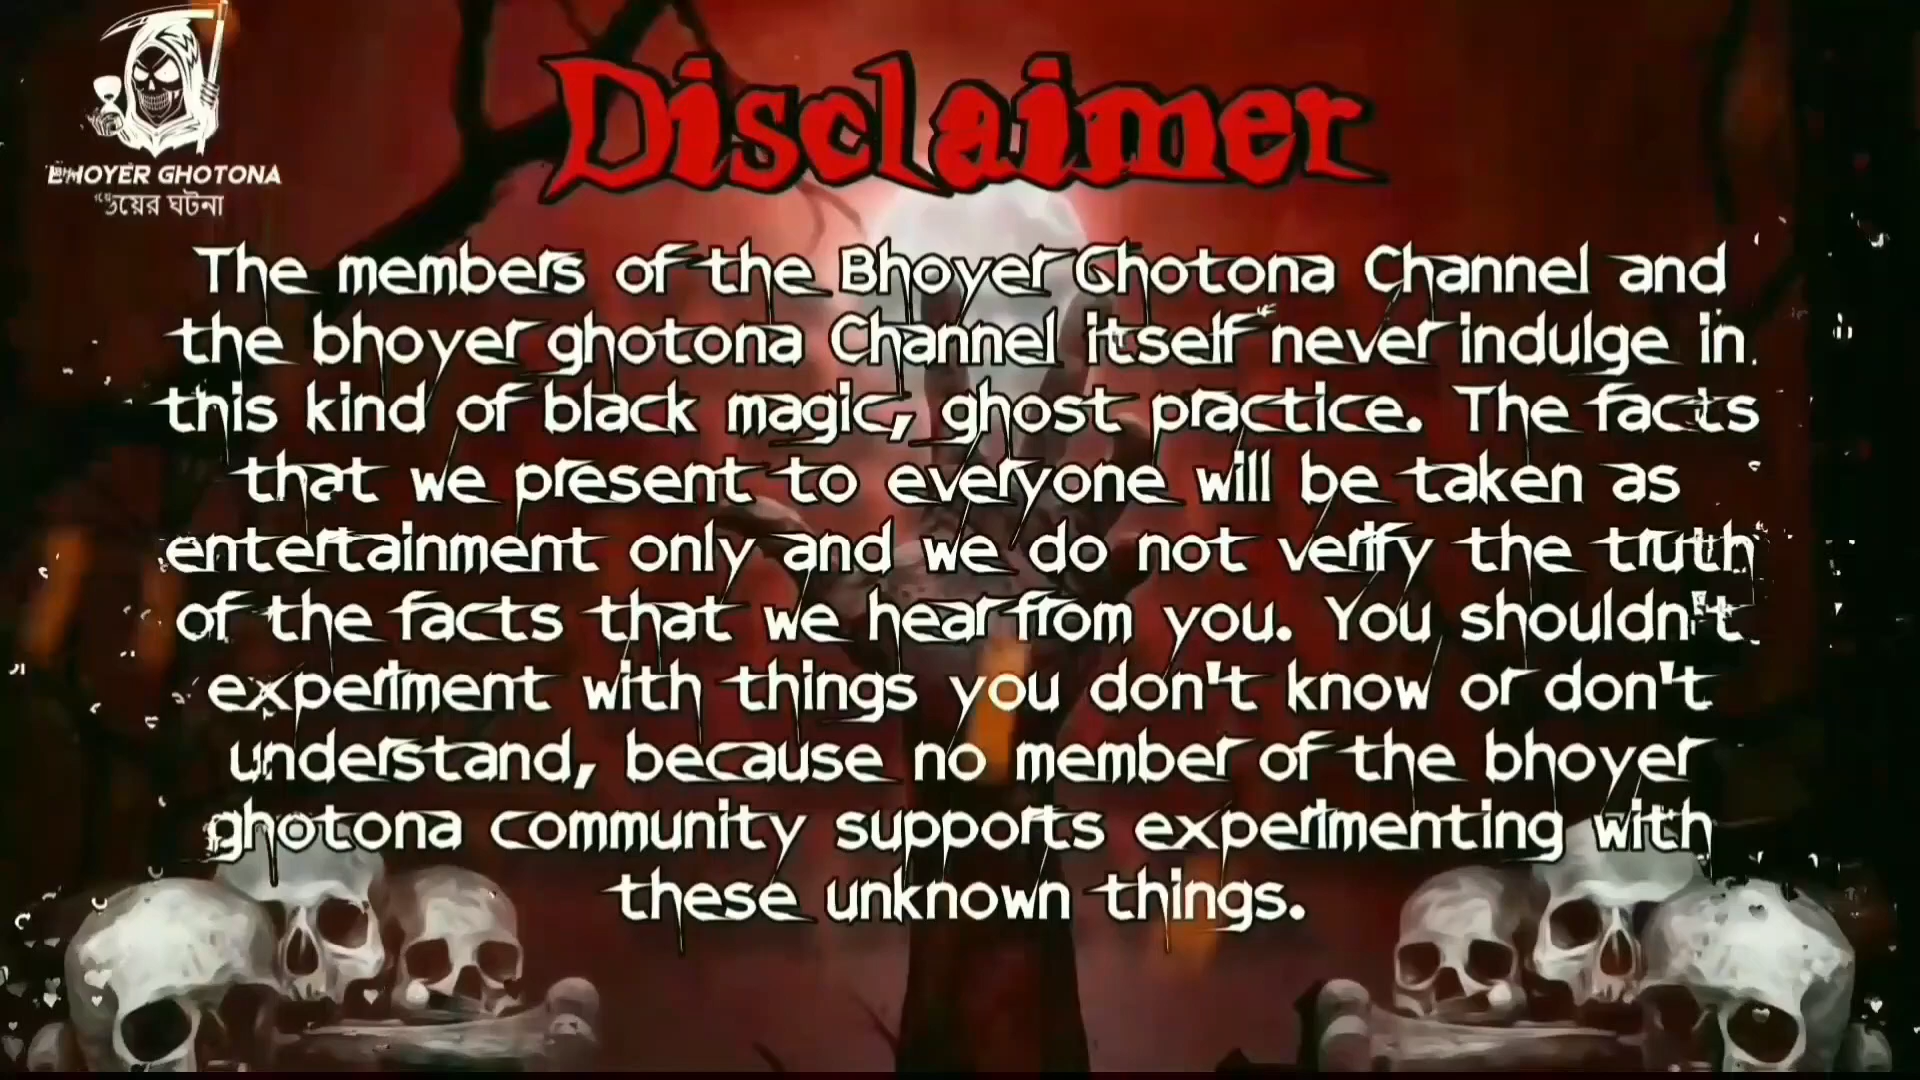 BHOYER GHOTONA
ভয়ের ঘটনা
Disclaimer
The members of the Bhoyer Ghotona Channel and
the bhoyer ghotona Channel itself never indulge in
this kind of black magic, ghost practice. The facts
that we present to everyone will be taken as
entertainment only and we do not verify the truth
of the facts that we hear from you. You shouldn't
experiment with things you don't know or don't
understand, because no member of the bhoyer
ghotona community supports experimenting with
these unknown things.